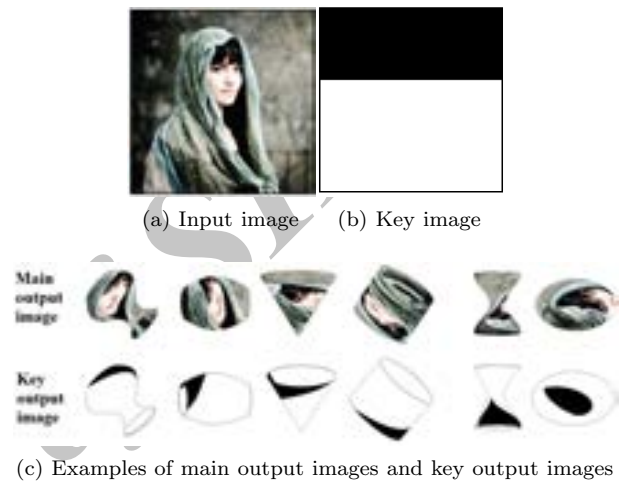 (a) Input image (b) Key image
Main
output
image
Key
output
image
(c) Examples of main output images and key output images